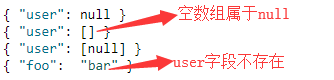 { "user": null }
{ "user": [] } 空数组属于null
{ "user": [null] }
{ "foo":  "bar" } user字段不存在